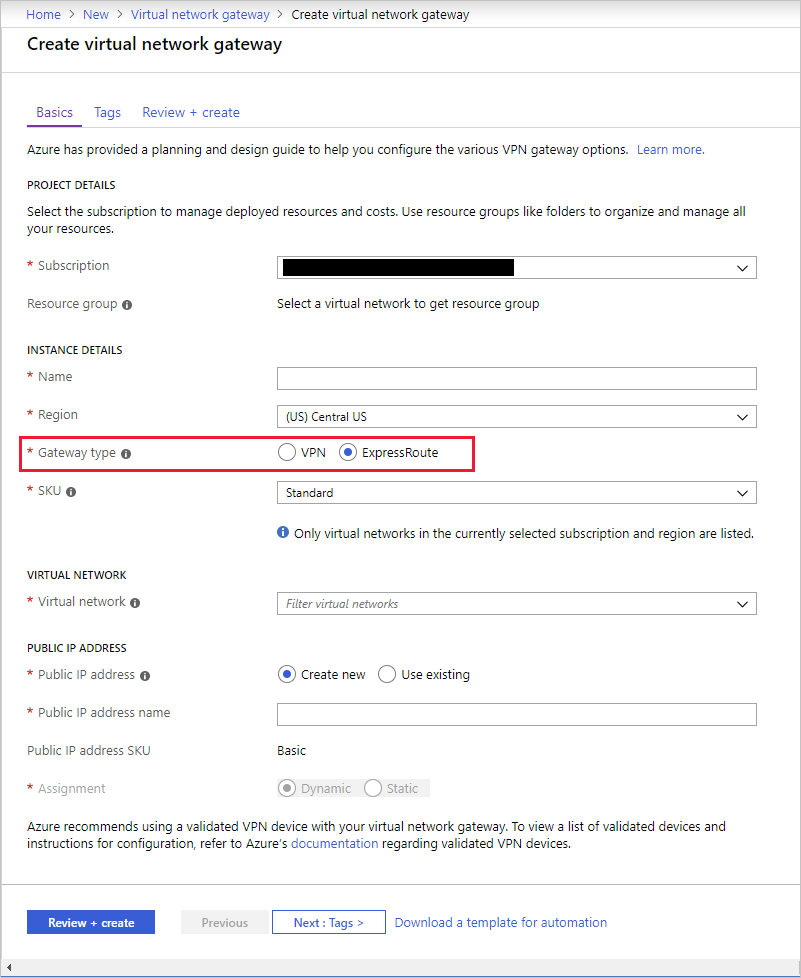 Home > New > Virtual network gateway > Create virtual network gateway
Create virtual network gateway
Basics Tags Review + create
Azure has provided a planning and design guide to help you configure the various VPN gateway options. Learn more.
PROJECT DETAILS
Select the subscription to manage deployed resources and costs. Use resource groups like folders to organize and manage all
your resources.
* Subscription
Resource group Select a virtual network to get resource group
INSTANCE DETAILS
* Name
* Region (US) Central US
* Gateway type VPN ExpressRoute
* SKU Standard
Only virtual networks in the currently selected subscription and region are listed.
VIRTUAL NETWORK
* Virtual network Filter virtual networks
PUBLIC IP ADDRESS
* Public IP address Create new Use existing
* Public IP address name
Public IP address SKU Basic
* Assignment Dynamic Static
Azure recommends using a validated VPN device with your virtual network gateway. To view a list of validated devices and
instructions for configuration, refer to Azure's documentation regarding validated VPN devices.
Review + create Previous Next : Tags > Download a template for automation